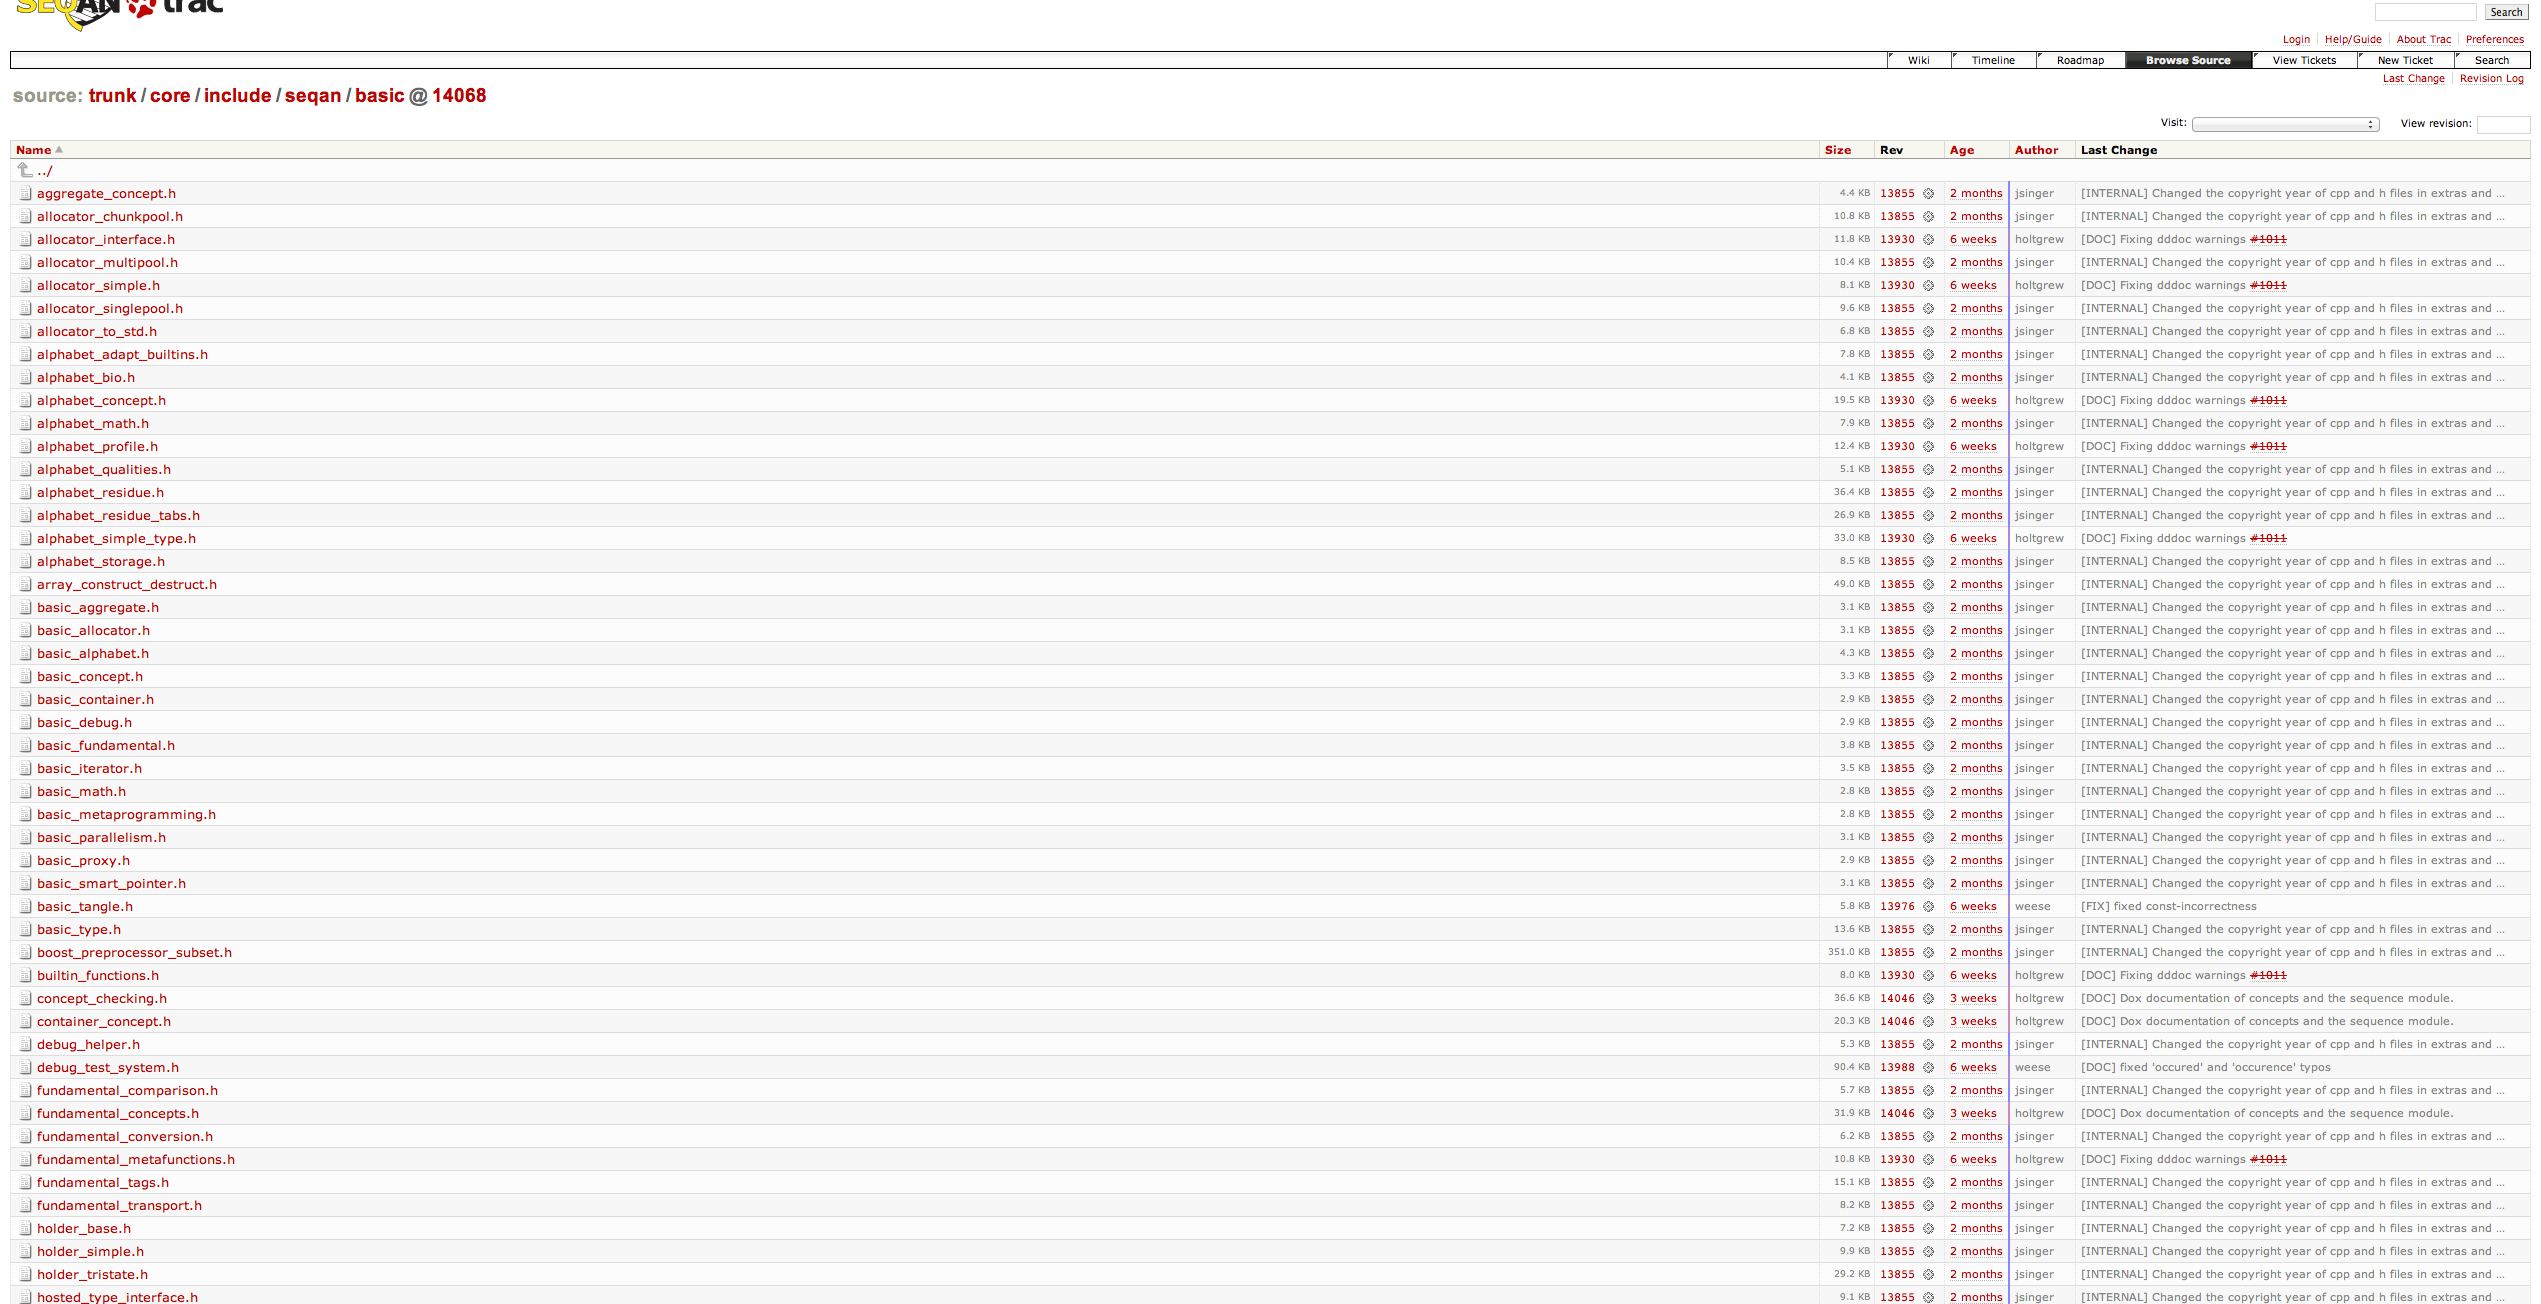 SEQAN trac
Search
Login Help/Guide About Trac Preferences
Wiki Timeline Roadmap Browse Source View Tickets New Ticket Search
Last Change Revision Log
source: trunk / core / include / seqan / basic @ 14068
Visit: View revision:
Name Size Rev Age Author Last Change
../
aggregate_concept.h 4.4 KB 13855 2 months jsinger [INTERNAL] Changed the copyright year of cpp and h files in extras and ...
allocator_chunkpool.h 10.8 KB 13855 2 months jsinger [INTERNAL] Changed the copyright year of cpp and h files in extras and ...
allocator_interface.h 11.8 KB 13930 6 weeks holtgrew [DOC] Fixing dddoc warnings #1011
allocator_multipool.h 10.4 KB 13855 2 months jsinger [INTERNAL] Changed the copyright year of cpp and h files in extras and ...
allocator_simple.h 8.1 KB 13930 6 weeks holtgrew [DOC] Fixing dddoc warnings #1011
allocator_singlepool.h 9.6 KB 13855 2 months jsinger [INTERNAL] Changed the copyright year of cpp and h files in extras and ...
allocator_to_std.h 6.8 KB 13855 2 months jsinger [INTERNAL] Changed the copyright year of cpp and h files in extras and ...
alphabet_adapt_builtins.h 7.8 KB 13855 2 months jsinger [INTERNAL] Changed the copyright year of cpp and h files in extras and ...
alphabet_bio.h 4.1 KB 13855 2 months jsinger [INTERNAL] Changed the copyright year of cpp and h files in extras and ...
alphabet_concept.h 19.5 KB 13930 6 weeks holtgrew [DOC] Fixing dddoc warnings #1011
alphabet_math.h 7.9 KB 13855 2 months jsinger [INTERNAL] Changed the copyright year of cpp and h files in extras and ...
alphabet_profile.h 12.4 KB 13930 6 weeks holtgrew [DOC] Fixing dddoc warnings #1011
alphabet_qualities.h 5.1 KB 13855 2 months jsinger [INTERNAL] Changed the copyright year of cpp and h files in extras and ...
alphabet_residue.h 36.4 KB 13855 2 months jsinger [INTERNAL] Changed the copyright year of cpp and h files in extras and ...
alphabet_residue_tabs.h 26.9 KB 13855 2 months jsinger [INTERNAL] Changed the copyright year of cpp and h files in extras and ...
alphabet_simple_type.h 33.0 KB 13930 6 weeks holtgrew [DOC] Fixing dddoc warnings #1011
alphabet_storage.h 8.5 KB 13855 2 months jsinger [INTERNAL] Changed the copyright year of cpp and h files in extras and ...
array_construct_destruct.h 49.0 KB 13855 2 months jsinger [INTERNAL] Changed the copyright year of cpp and h files in extras and ...
basic_aggregate.h 3.1 KB 13855 2 months jsinger [INTERNAL] Changed the copyright year of cpp and h files in extras and ...
basic_allocator.h 3.1 KB 13855 2 months jsinger [INTERNAL] Changed the copyright year of cpp and h files in extras and ...
basic_alphabet.h 4.3 KB 13855 2 months jsinger [INTERNAL] Changed the copyright year of cpp and h files in extras and ...
basic_concept.h 3.3 KB 13855 2 months jsinger [INTERNAL] Changed the copyright year of cpp and h files in extras and ...
basic_container.h 2.9 KB 13855 2 months jsinger [INTERNAL] Changed the copyright year of cpp and h files in extras and ...
basic_debug.h 2.9 KB 13855 2 months jsinger [INTERNAL] Changed the copyright year of cpp and h files in extras and ...
basic_fundamental.h 3.8 KB 13855 2 months jsinger [INTERNAL] Changed the copyright year of cpp and h files in extras and ...
basic_iterator.h 3.5 KB 13855 2 months jsinger [INTERNAL] Changed the copyright year of cpp and h files in extras and ...
basic_math.h 2.8 KB 13855 2 months jsinger [INTERNAL] Changed the copyright year of cpp and h files in extras and ...
basic_metaprogramming.h 2.8 KB 13855 2 months jsinger [INTERNAL] Changed the copyright year of cpp and h files in extras and ...
basic_parallelism.h 3.1 KB 13855 2 months jsinger [INTERNAL] Changed the copyright year of cpp and h files in extras and ...
basic_proxy.h 2.9 KB 13855 2 months jsinger [INTERNAL] Changed the copyright year of cpp and h files in extras and ...
basic_smart_pointer.h 3.1 KB 13855 2 months jsinger [INTERNAL] Changed the copyright year of cpp and h files in extras and ...
basic_tangle.h 5.8 KB 13976 6 weeks weese [FIX] fixed const-incorrectness
basic_type.h 13.6 KB 13855 2 months jsinger [INTERNAL] Changed the copyright year of cpp and h files in extras and ...
boost_preprocessor_subset.h 351.0 KB 13855 2 months jsinger [INTERNAL] Changed the copyright year of cpp and h files in extras and ...
builtin_functions.h 8.0 KB 13930 6 weeks holtgrew [DOC] Fixing dddoc warnings #1011
concept_checking.h 36.6 KB 14046 3 weeks holtgrew [DOC] Dox documentation of concepts and the sequence module.
container_concept.h 20.3 KB 14046 3 weeks holtgrew [DOC] Dox documentation of concepts and the sequence module.
debug_helper.h 5.3 KB 13855 2 months jsinger [INTERNAL] Changed the copyright year of cpp and h files in extras and ...
debug_test_system.h 90.4 KB 13988 6 weeks weese [DOC] fixed 'occured' and 'occurence' typos
fundamental_comparison.h 5.7 KB 13855 2 months jsinger [INTERNAL] Changed the copyright year of cpp and h files in extras and ...
fundamental_concepts.h 31.9 KB 14046 3 weeks holtgrew [DOC] Dox documentation of concepts and the sequence module.
fundamental_conversion.h 6.2 KB 13855 2 months jsinger [INTERNAL] Changed the copyright year of cpp and h files in extras and ...
fundamental_metafunctions.h 10.8 KB 13930 6 weeks holtgrew [DOC] Fixing dddoc warnings #1011
fundamental_tags.h 15.1 KB 13855 2 months jsinger [INTERNAL] Changed the copyright year of cpp and h files in extras and ...
fundamental_transport.h 8.2 KB 13855 2 months jsinger [INTERNAL] Changed the copyright year of cpp and h files in extras and ...
holder_base.h 7.2 KB 13855 2 months jsinger [INTERNAL] Changed the copyright year of cpp and h files in extras and ...
holder_simple.h 9.9 KB 13855 2 months jsinger [INTERNAL] Changed the copyright year of cpp and h files in extras and ...
holder_tristate.h 29.2 KB 13855 2 months jsinger [INTERNAL] Changed the copyright year of cpp and h files in extras and ...
hosted_type_interface.h 9.1 KB 13855 2 months jsinger [INTERNAL] Changed the copyright year of cpp and h files in extras and ...